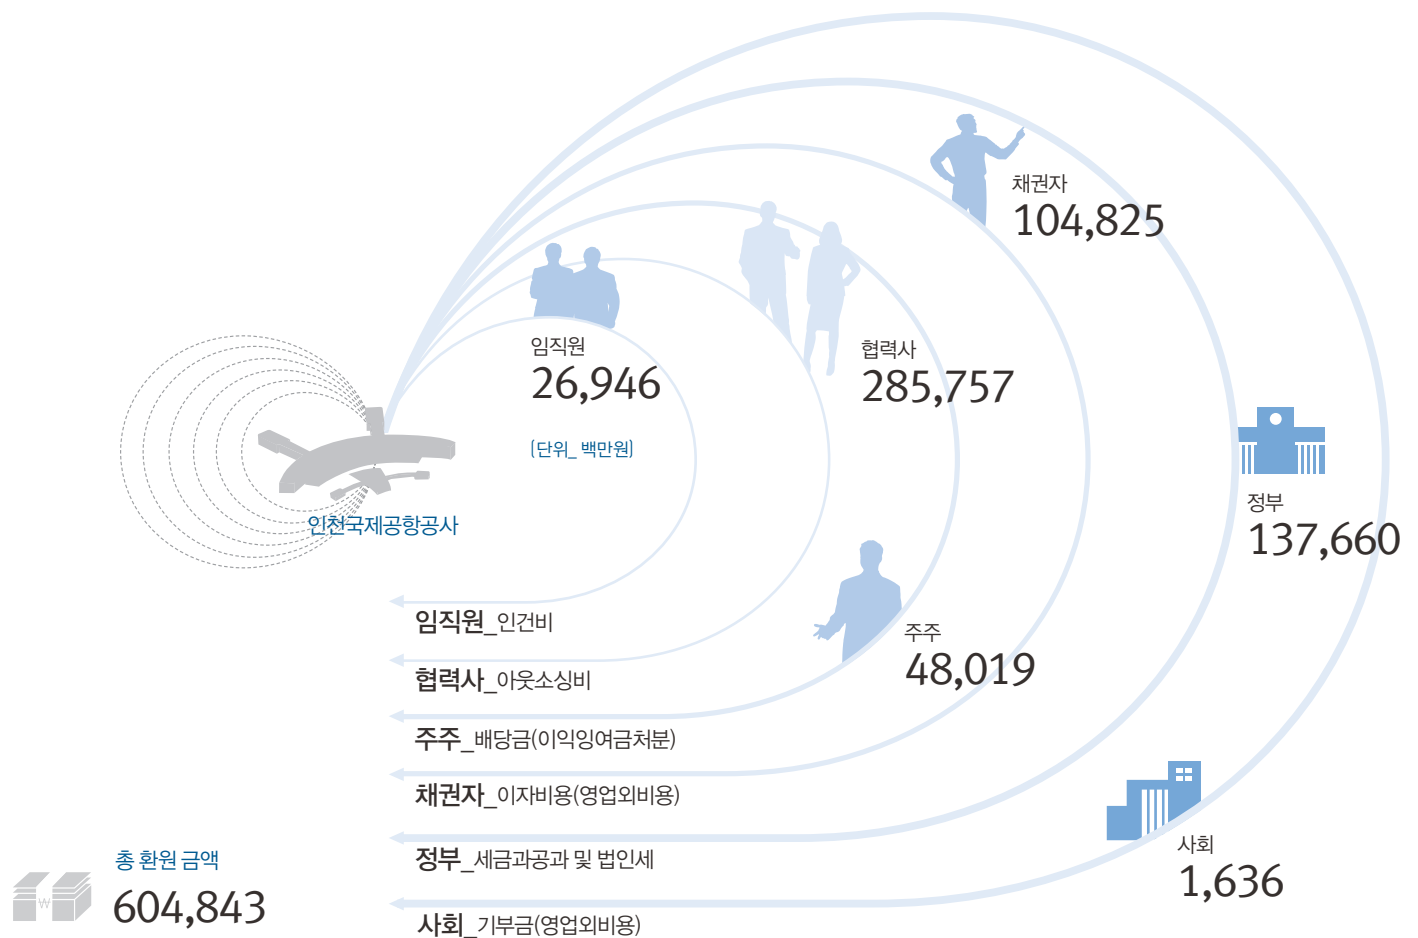 채권자
104,825
임직원
26,946
(단위_ 백만원)
협력사
285,757
정부
137,660
인천국제공항공사
주주
48,019
임직원_인건비
협력사_아웃소싱비
주주_배당금(이익잉여금처분)
채권자_이자비용(영업외비용)
정부_세금과공과 및 법인세
사회_기부금(영업외비용)
사회
1,636
총 환원 금액
604,843
₩